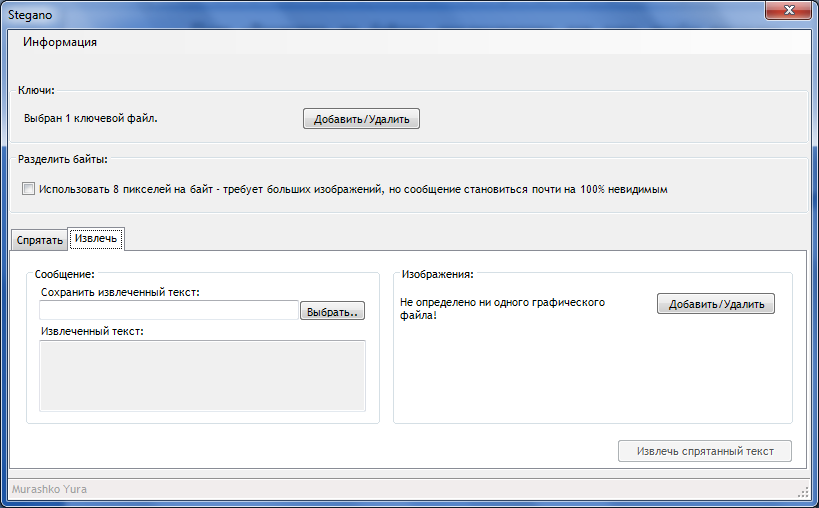 Stegano
Информация
Ключи:
Выбран 1 ключевой файл.
Добавить/Удалить
Разделить байты:
Использовать 8 пикселей на байт - требует больших изображений, но сообщение становиться почти на 100% невидимым
Спрятать
Извлечь
Сообщение:
Сохранить извлеченный текст:
Выбрать..
Извлеченный текст:
Изображения:
Не определено ни одного графического
файла!
Добавить/Удалить
Извлечь спрятанный текст
Murashko Yura